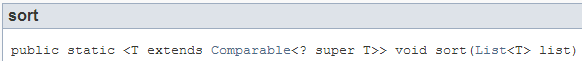 sort
public static <T extends Comparable<? super T>> void sort(List<T> list)